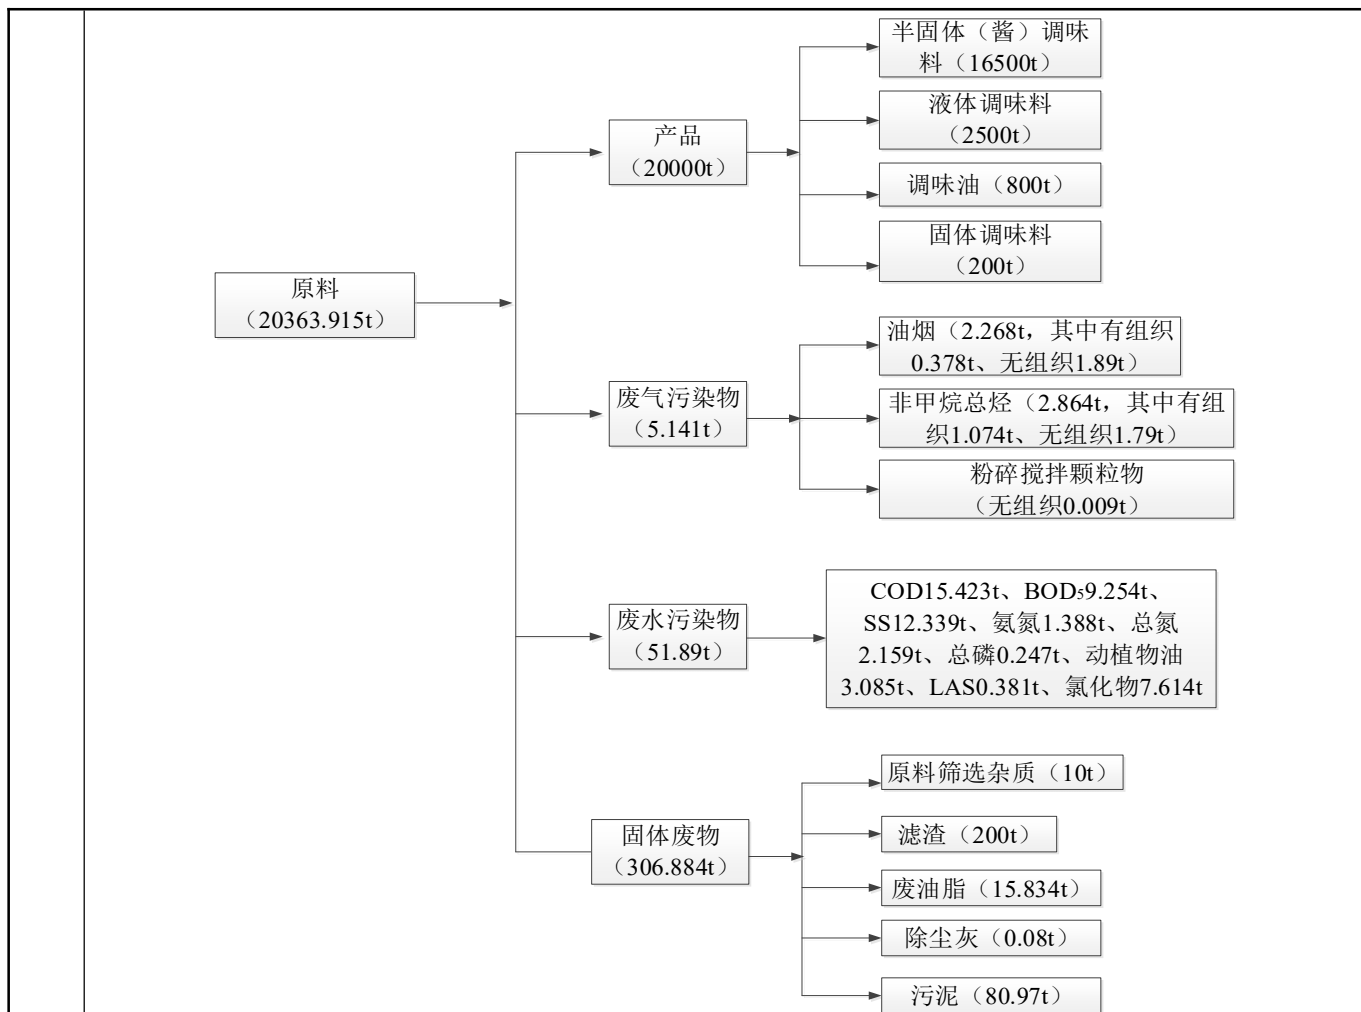 半固体（酱）调味
料（16500t）
液体调味料
（2500t）
产品
（20000t）
调味油（800t）
固体调味料
（200t）
原料
（20363.915t）
油烟（2.268t，其中有组织
0.378t、无组织1.89t）
废气污染物
（5.141t）
非甲烷总烃（2.864t，其中有组
织1.074t、无组织1.79t）
粉碎搅拌颗粒物
（无组织0.009t）
废水污染物
（51.89t）
COD15.423t、BOD₅9.254t、
SS12.339t、氨氮1.388t、总氮
2.159t、总磷0.247t、动植物油
3.085t、LAS0.381t、氯化物7.614t
原料筛选杂质（10t）
固体废物
（306.884t）
滤渣（200t）
废油脂（15.834t）
除尘灰（0.08t）
污泥（80.97t）